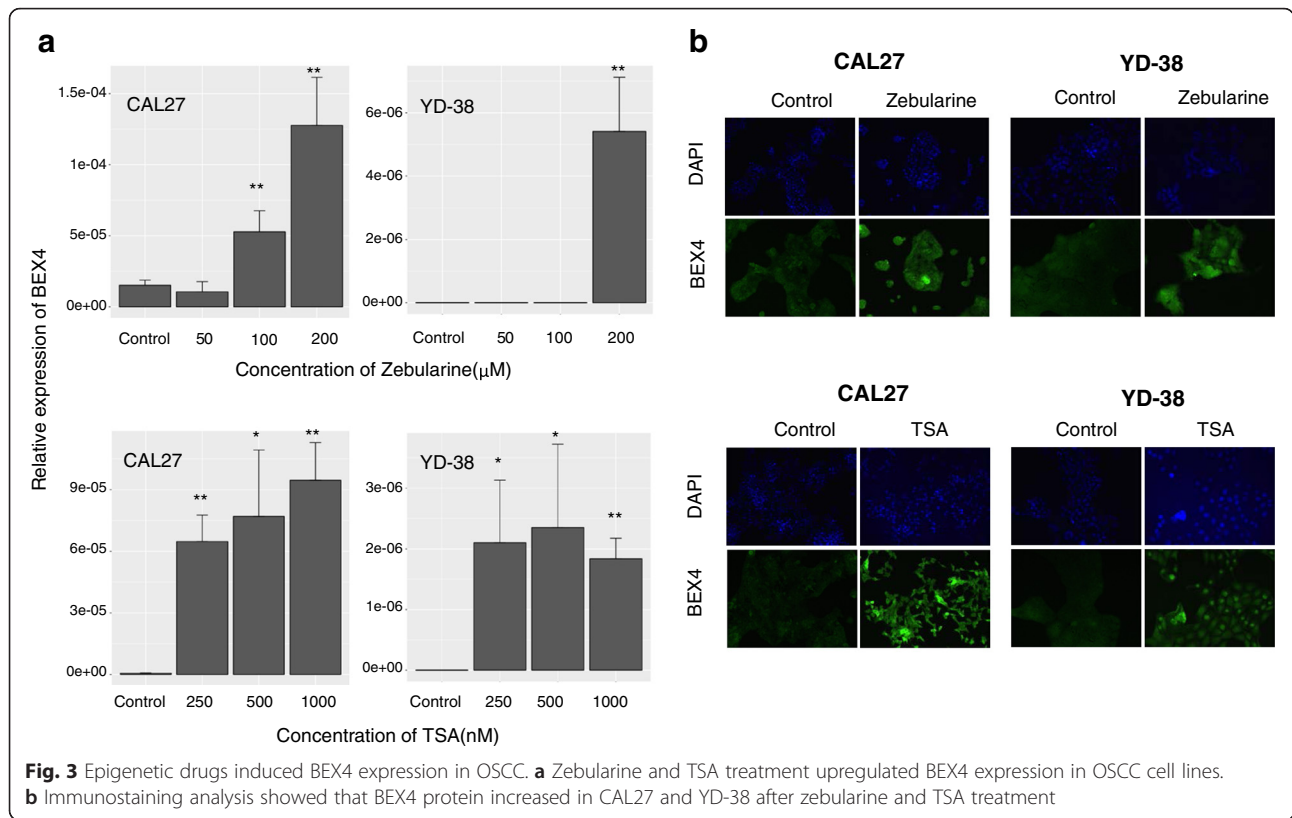 a
b
Relative expression of BEX4
CAL27
1.5e-04
1e-04
5e-05
0e+00
**
**
Control 50 100 200
YD-38
6e-06
4e-06
2e-06
0e+00
**
Control 50 100 200
Concentration of Zebularine(μM)
CAL27
9e-05
6e-05
3e-05
0e+00
**
*
**
Control 250 500 1000
YD-38
3e-06
2e-06
1e-06
0e+00
*
*
**
Control 250 500 1000
Concentration of TSA(nM)
CAL27 YD-38
Control Zebularine Control Zebularine
DAPI
BEX4
CAL27 YD-38
Control TSA Control TSA
DAPI
BEX4
Fig. 3 Epigenetic drugs induced BEX4 expression in OSCC. a Zebularine and TSA treatment upregulated BEX4 expression in OSCC cell lines.
b Immunostaining analysis showed that BEX4 protein increased in CAL27 and YD-38 after zebularine and TSA treatment